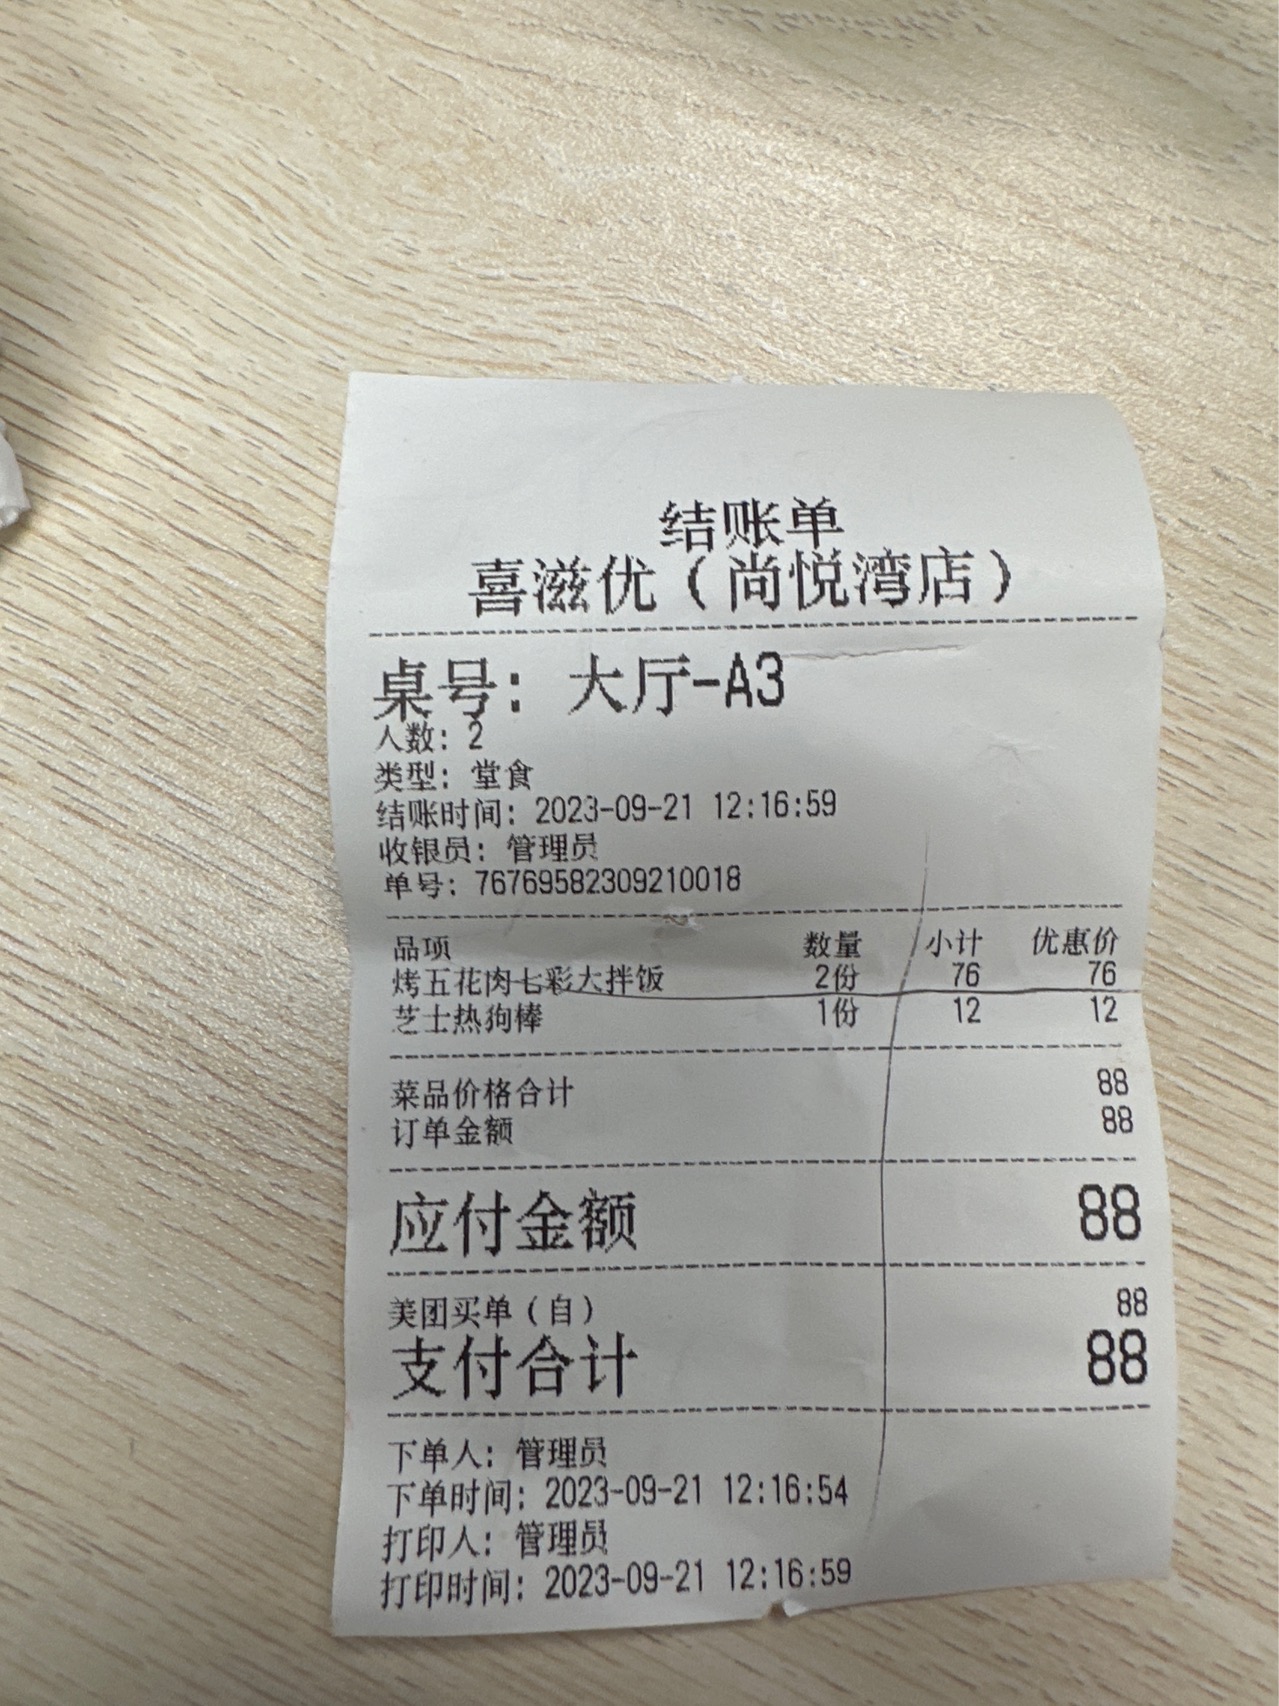 结账单
喜滋优（尚悦湾店）
桌号：大厅-A3
人数：2
类型：堂食
结账时间：2023-09-21 12:16:59
收银员：管理员
单号：76769582309210018
品项 数量 小计 优惠价
烤五花肉七彩大拌饭 2份 76 76
芝士热狗棒 1份 12 12
菜品价格合计 88
订单金额 88
应付金额 88
美团买单（自） 88
支付合计 88
下单人：管理员
下单时间：2023-09-21 12:16:54
打印人：管理员
打印时间：2023-09-21 12:16:59